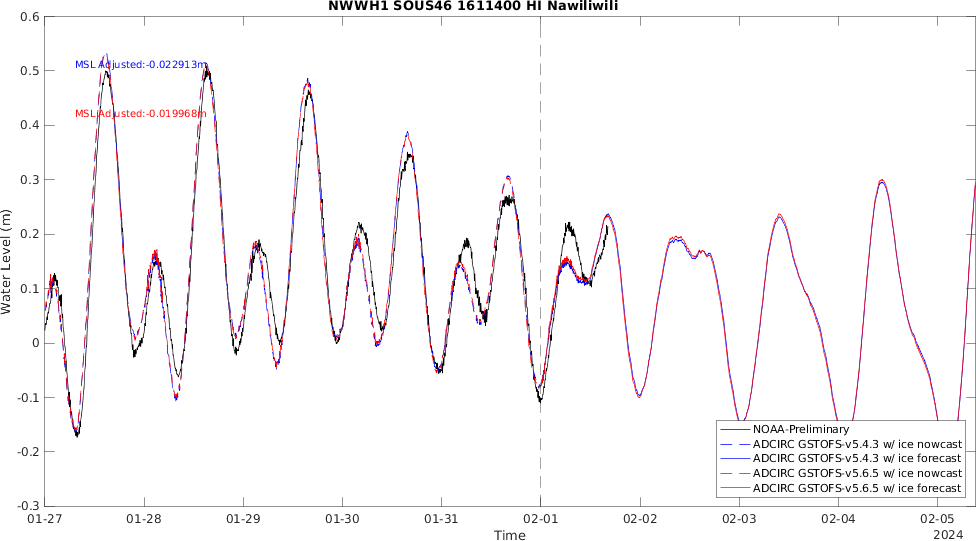 NWWH1 SOUS46 1611400 HI Nawiliwili
0.6
0.5
0.4
0.3
0.2
0.1
0
-0.1
-0.2
-0.3
Water Level (m)
MSL Adjusted:-0.022913m
MSL Adjusted:-0.019968m
NOAA-Preliminary
ADCIRC GSTOFS-v5.4.3 w/ ice nowcast
ADCIRC GSTOFS-v5.4.3 w/ ice forecast
ADCIRC GSTOFS-v5.6.5 w/ ice nowcast
ADCIRC GSTOFS-v5.6.5 w/ ice forecast
01-27 01-28 01-29 01-30 01-31 02-01 02-02 02-03 02-04 02-05
Time
2024